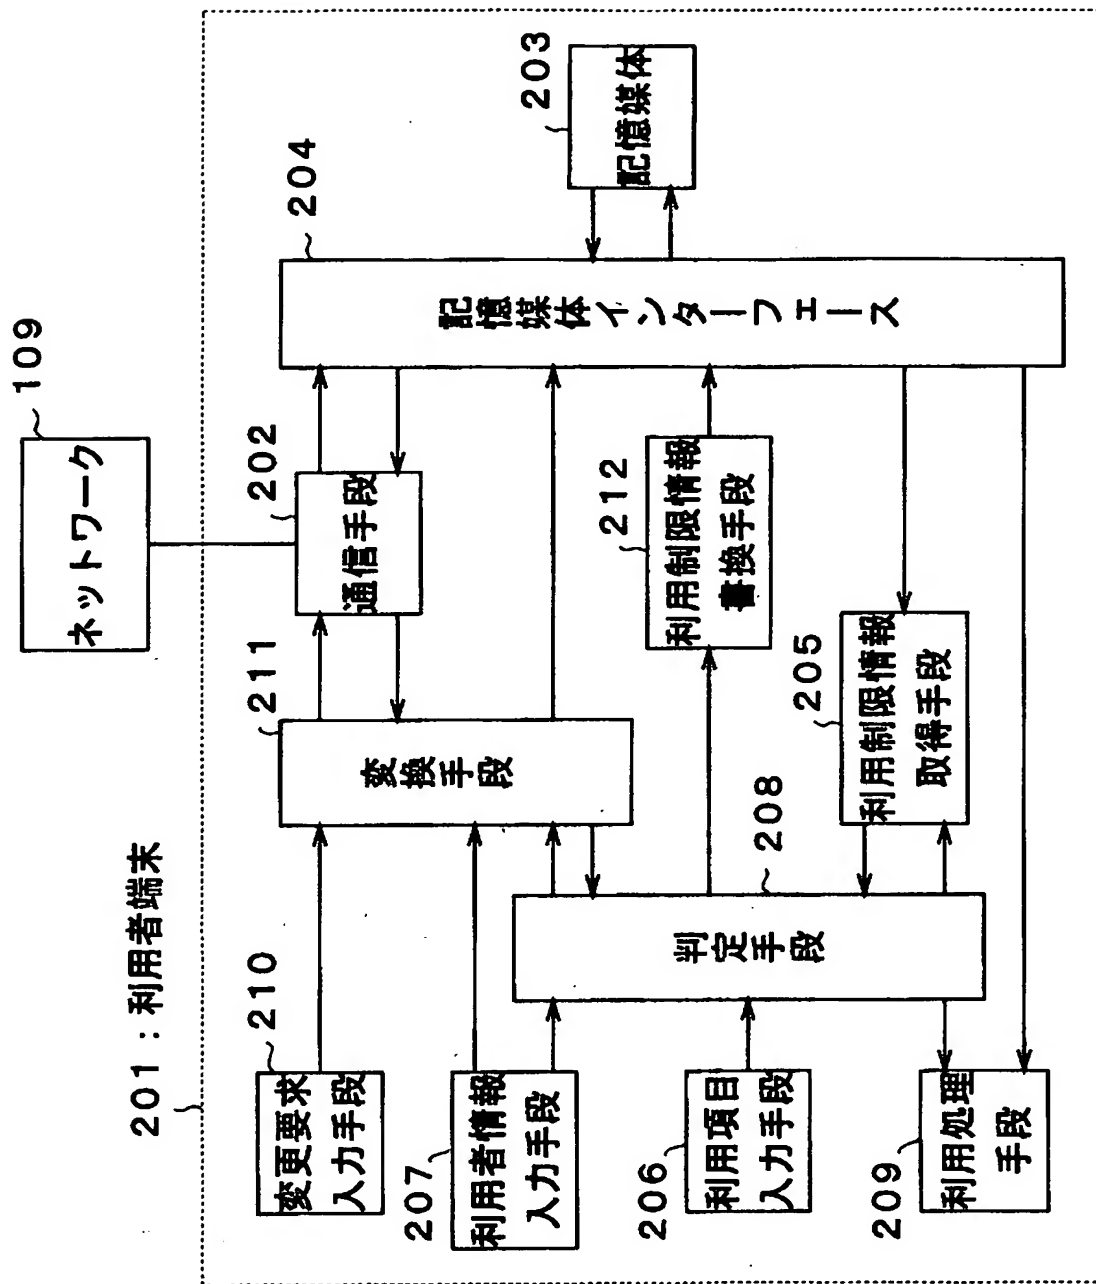 109
ネットワーク
201：利用者端末
210
変更要求
入力手段
211
変換手段
202
通信手段
204
記憶媒体インターフェース
203
記憶媒体
207
利用者情報
入力手段
212
利用制限情報
書換手段
206
利用項目
入力手段
208
判定手段
205
利用制限情報
取得手段
209
利用処理
手段